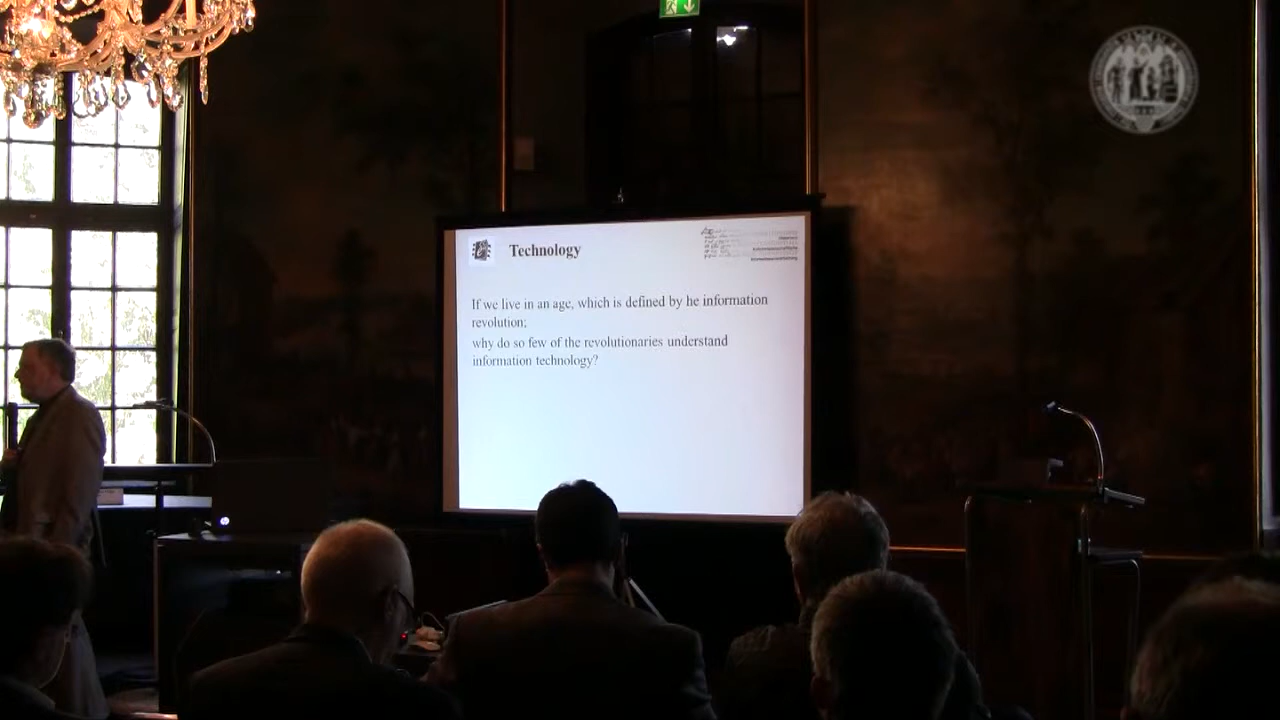 Technology
If we live in an age, which is defined by he information
revolution;
why do so few of the revolutionaries understand
information technology?